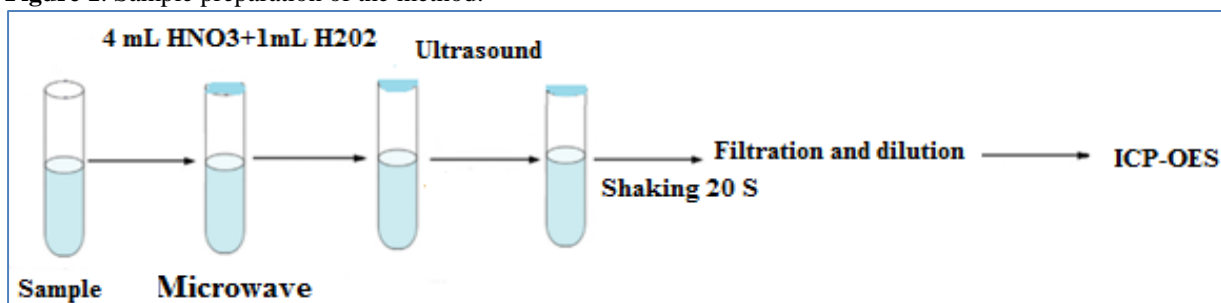 Figure 1. Sample preparation of the method.
4 mL HNO3+1mL H202
Ultrasound
Filtration and dilution
ICP-OES
Shaking 20 S
Sample
Microwave